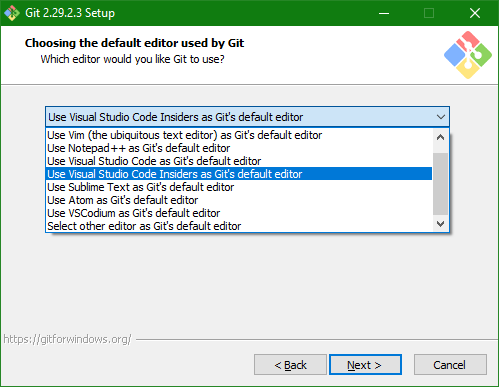 Git 2.29.2.3 Setup
Choosing the default editor used by Git
Which editor would you like Git to use?
Use Visual Studio Code Insiders as Git's default editor
Use Vim (the ubiquitous text editor) as Git's default editor
Use Notepad++ as Git's default editor
Use Visual Studio Code as Git's default editor
Use Visual Studio Code Insiders as Git's default editor
Use Sublime Text as Git's default editor
Use Atom as Git's default editor
Use VSCodium as Git's default editor
Select other editor as Git's default editor
https://gitforwindows.org/
< Back Next > Cancel